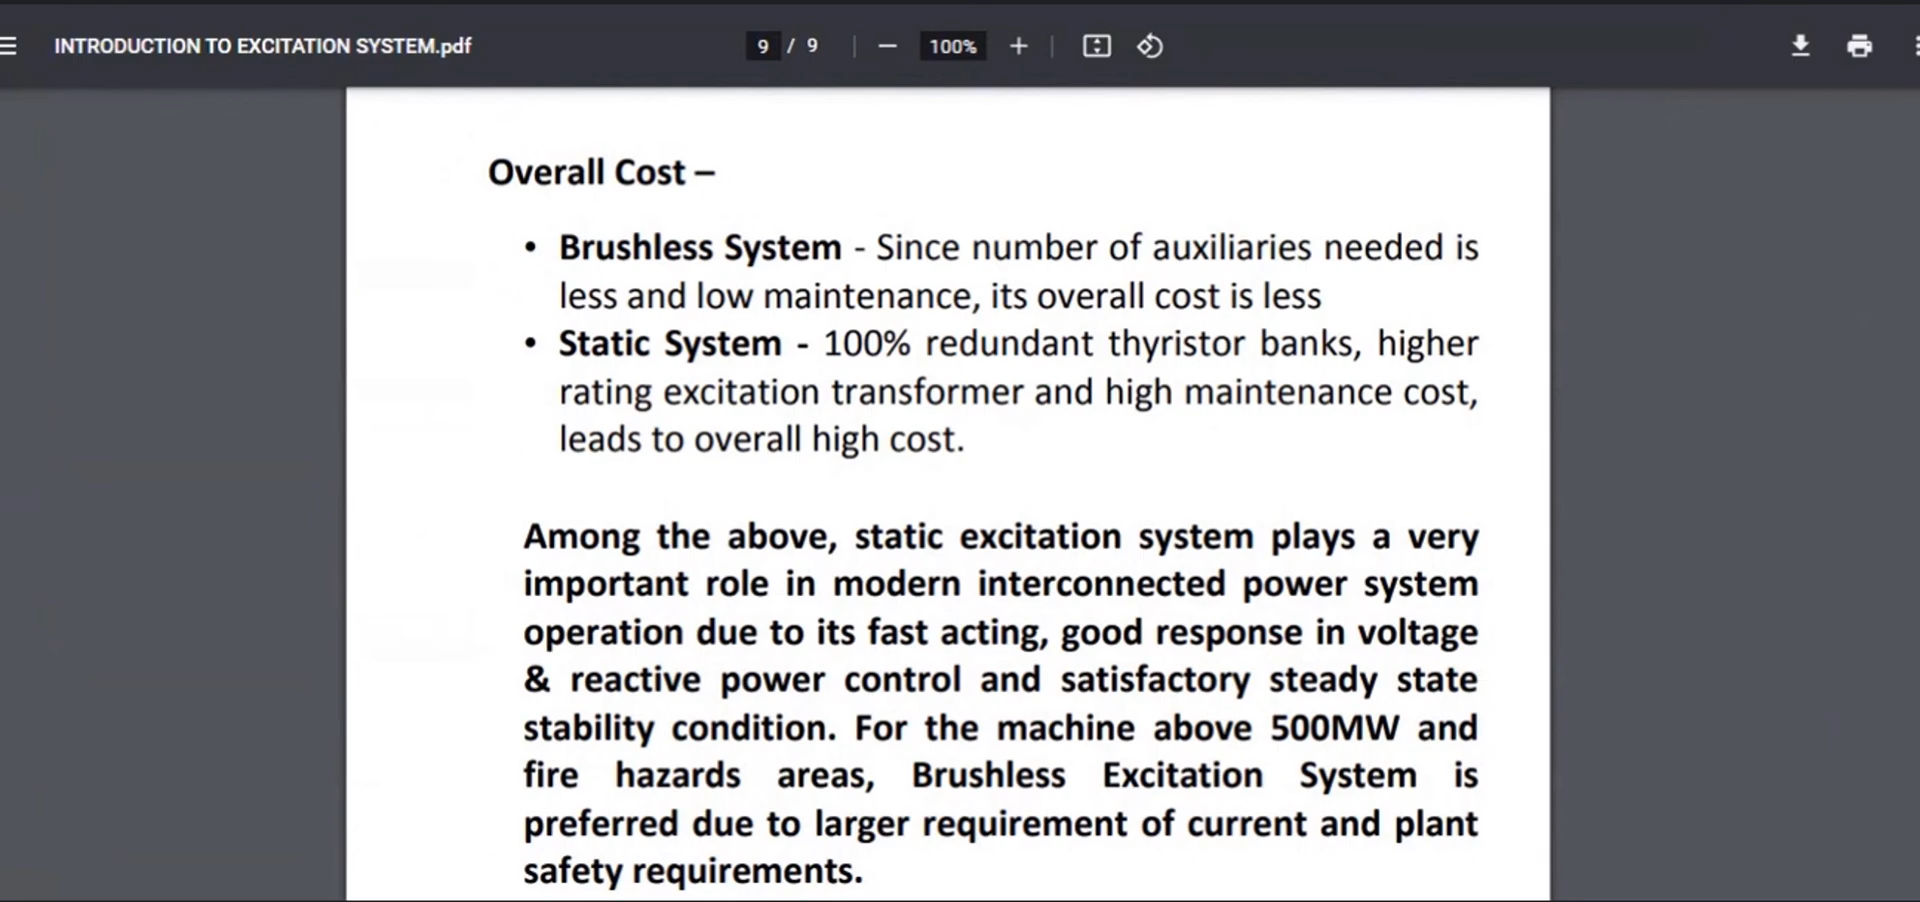 INTRODUCTION TO EXCITATION SYSTEM.pdf
9 / 9
100%
Overall Cost –
• Brushless System - Since number of auxiliaries needed is
less and low maintenance, its overall cost is less
• Static System - 100% redundant thyristor banks, higher
rating excitation transformer and high maintenance cost,
leads to overall high cost.
Among the above, static excitation system plays a very
important role in modern interconnected power system
operation due to its fast acting, good response in voltage
& reactive power control and satisfactory steady state
stability condition. For the machine above 500MW and
fire hazards areas, Brushless Excitation System is
preferred due to larger requirement of current and plant
safety requirements.